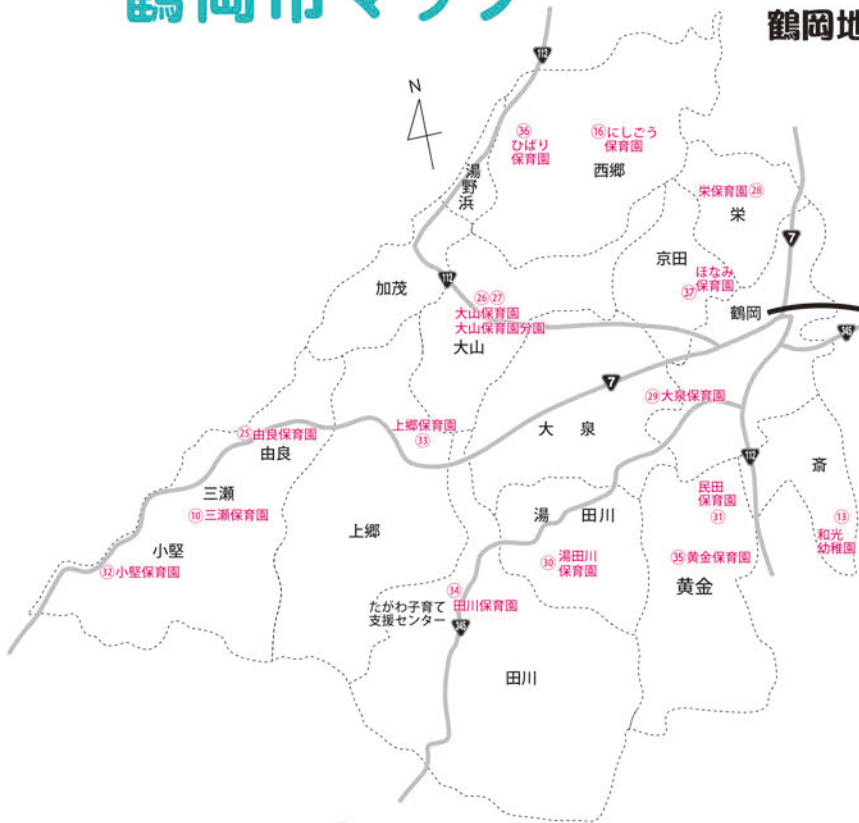 鶴岡市マップ
鶴岡地
112
N
㊱
ひばり
保育園
⑯にしごう
保育園
西郷
湯野浜
栄保育園㉘
栄
7
京田
ほなみ
保育園
㊲
加茂
112
㉖㉗
大山保育園
大山保育園分園
大山
鶴岡
345
7
㉙大泉保育園
上郷保育園
㉝
大 泉
㉕由良保育園
由良
112
斎
三瀬
⑩三瀬保育園
民田
保育園
㉛
⑬
和光
幼稚園
湯 田川
上郷
小堅
㉜小堅保育園
㉚湯田川
保育園
㉟黄金保育園
黄金
㉞
田川保育園
たがわ子育て
支援センター
345
田川